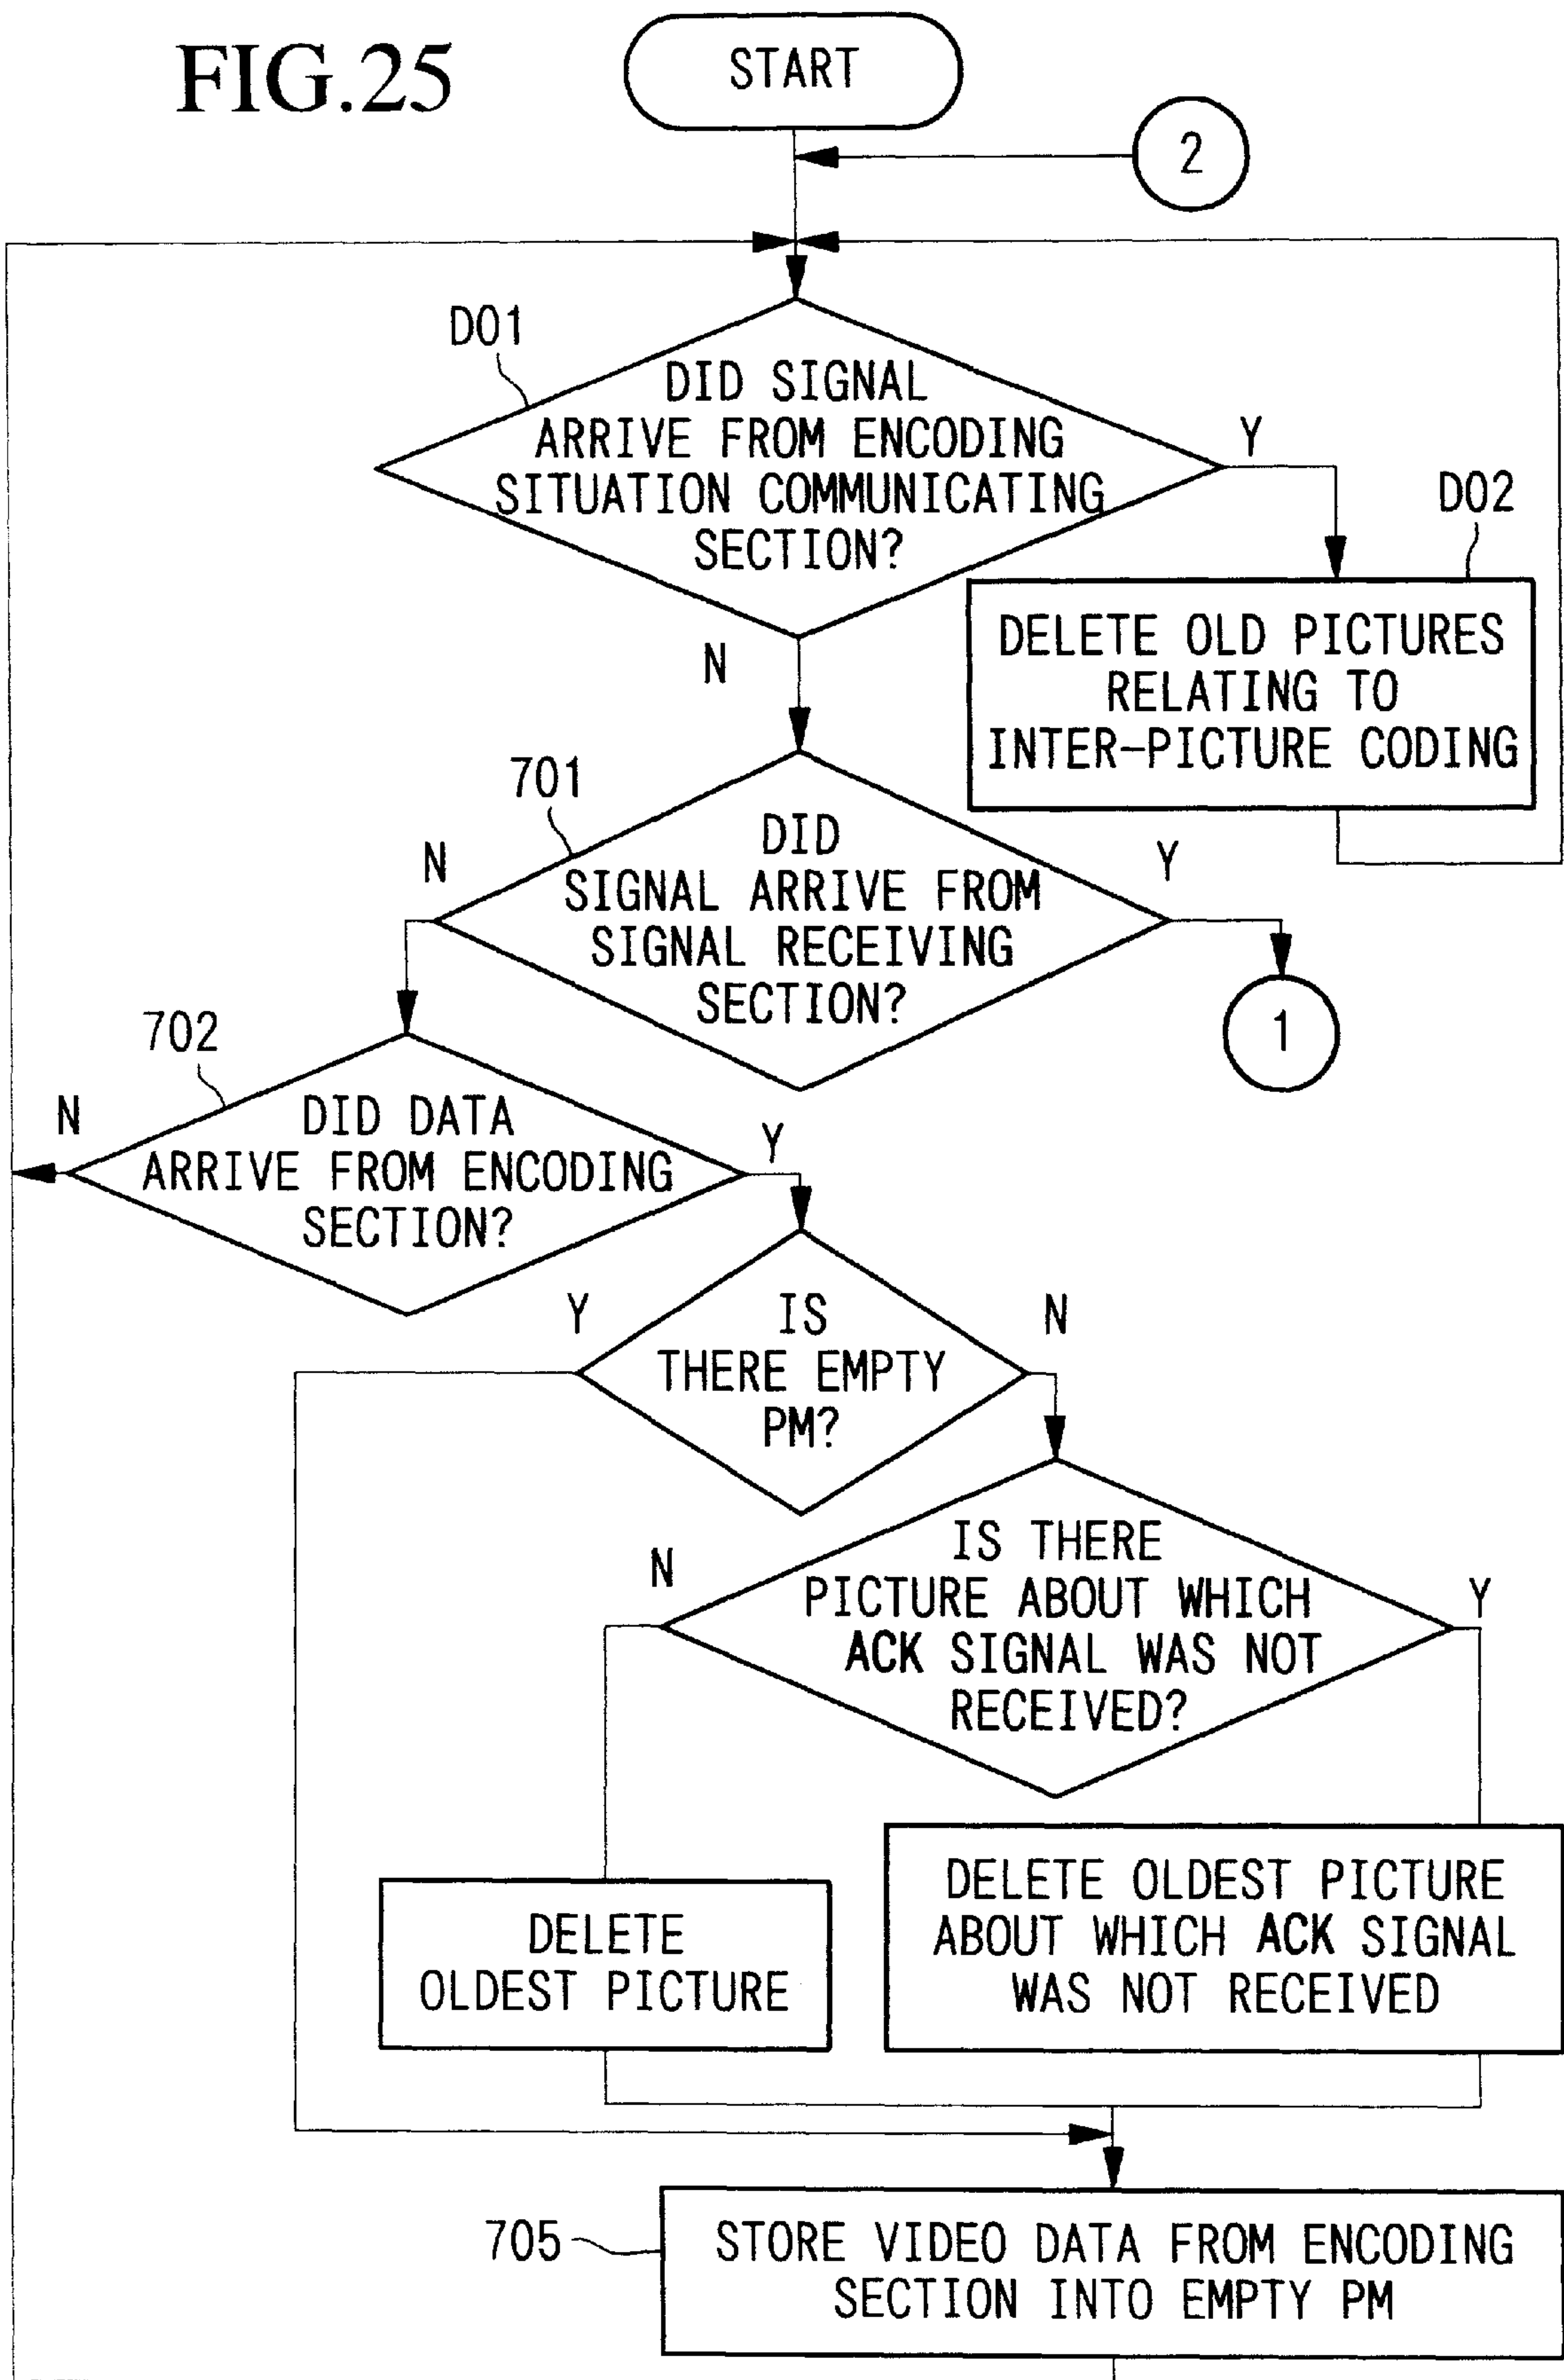 FIG.25
START
2
D01
DID SIGNAL
ARRIVE FROM ENCODING
SITUATION COMMUNICATING
SECTION?
Y
N
D02
DELETE OLD PICTURES
RELATING TO
INTER-PICTURE CODING
701
DID
SIGNAL ARRIVE FROM
SIGNAL RECEIVING
SECTION?
N
Y
1
702
DID DATA
ARRIVE FROM ENCODING
SECTION?
N
Y
IS
THERE EMPTY
PM?
Y
N
IS THERE
PICTURE ABOUT WHICH
ACK SIGNAL WAS NOT
RECEIVED?
N
Y
DELETE
OLDEST PICTURE
DELETE OLDEST PICTURE
ABOUT WHICH ACK SIGNAL
WAS NOT RECEIVED
705
STORE VIDEO DATA FROM ENCODING
SECTION INTO EMPTY PM